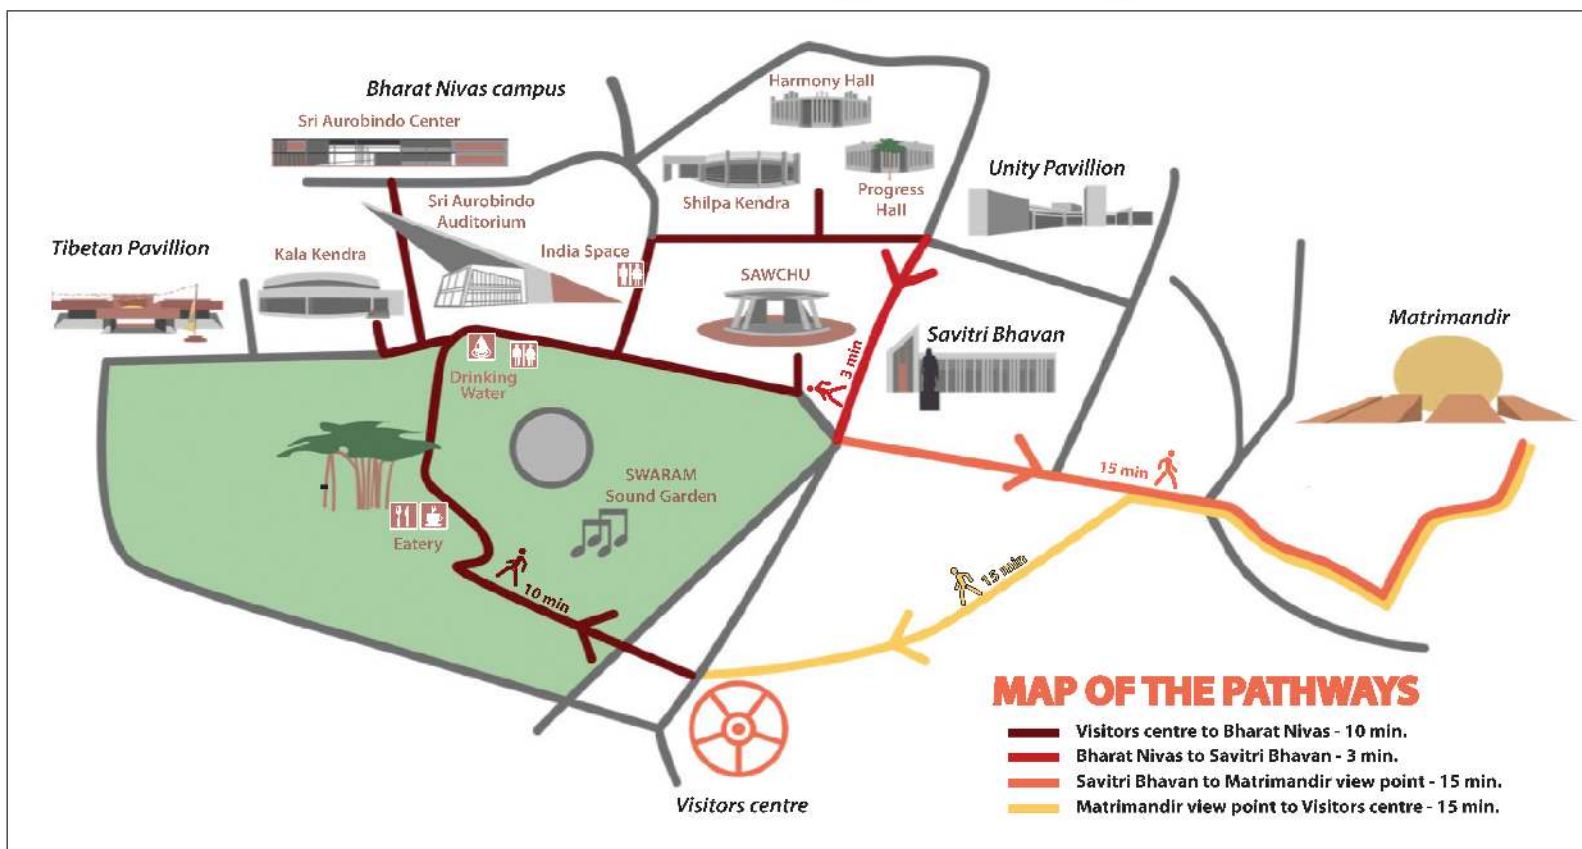 Bharat Nivas campus
Sri Aurobindo Center
Harmony Hall
Progress
Hall
Shilpa Kendra
Unity Pavillion
Sri Aurobindo
Auditorium
India Space
Tibetan Pavillion
Kala Kendra
SAWCHU
Savitri Bhavan
Matrimandir
3 min
Drinking
Water
15 min
SWARAM
Sound Garden
Eatery
10 min
15 min
Visitors centre
MAP OF THE PATHWAYS
Visitors centre to Bharat Nivas - 10 min.
Bharat Nivas to Savitri Bhavan - 3 min.
Savitri Bhavan to Matrimandir view point - 15 min.
Matrimandir view point to Visitors centre - 15 min.